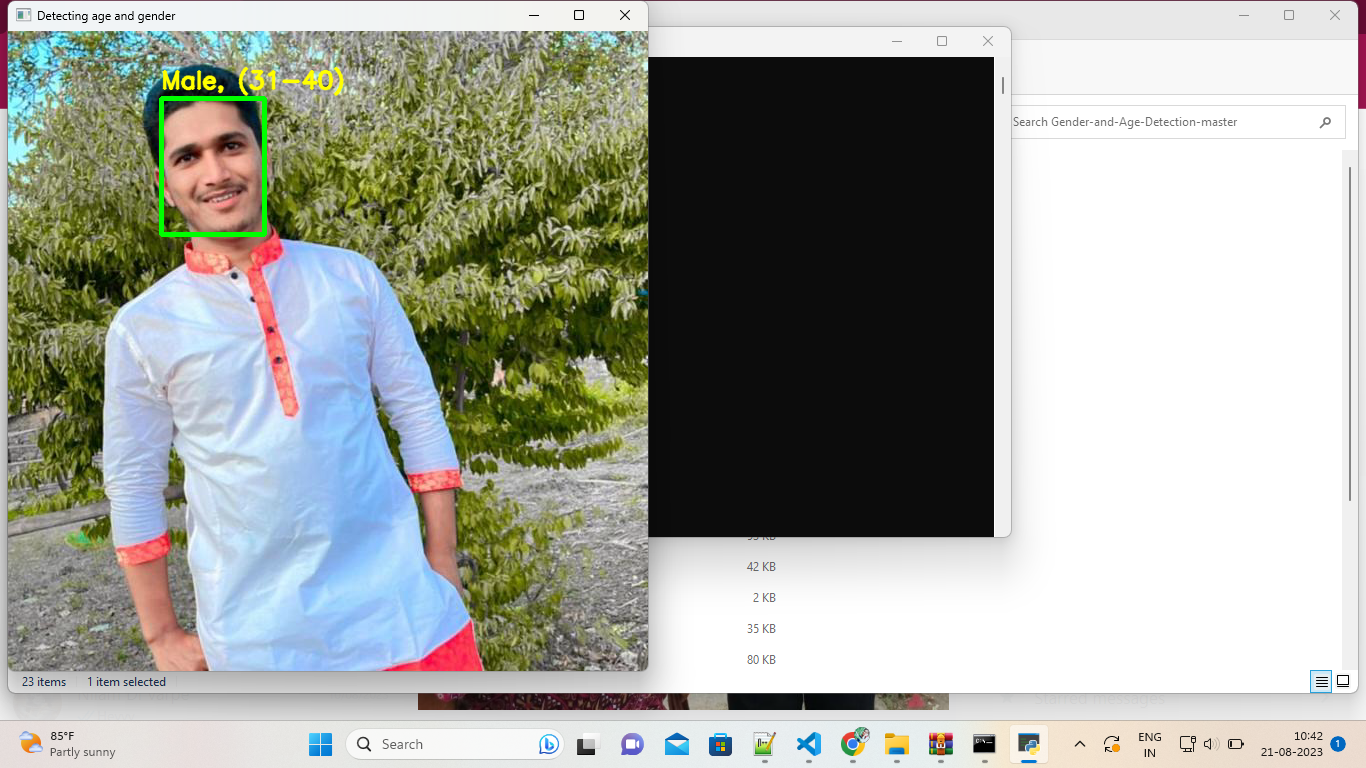 Detecting age and gender
Male, (31-40)
Search Gender-and-Age-Detection-master
42 KB
2 KB
35 KB
80 KB
23 items
1 item selected
Starred messages
85°F
Partly sunny
Search
ENG
IN
10:42
21-08-2023
1